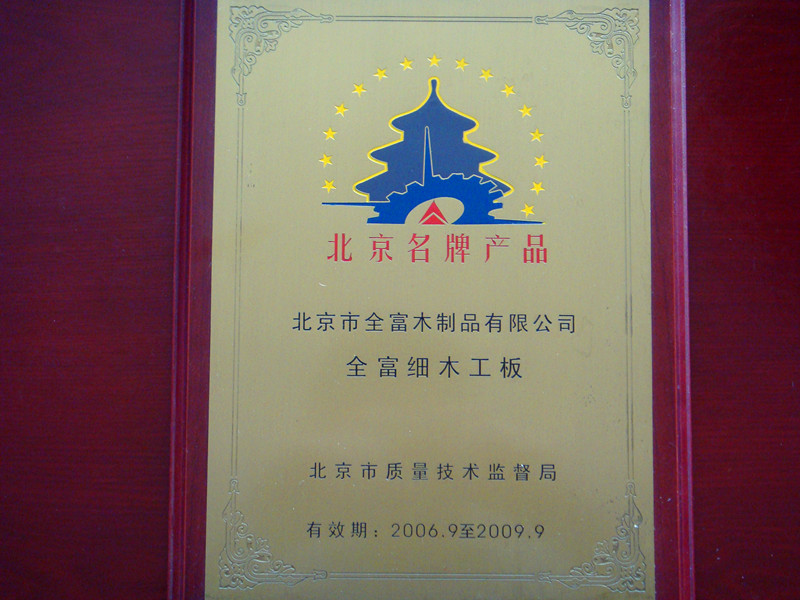 北京名牌产品
北京市全富木制品有限公司
全富细木工板
北京市质量技术监督局
有效期：2006.9至2009.9